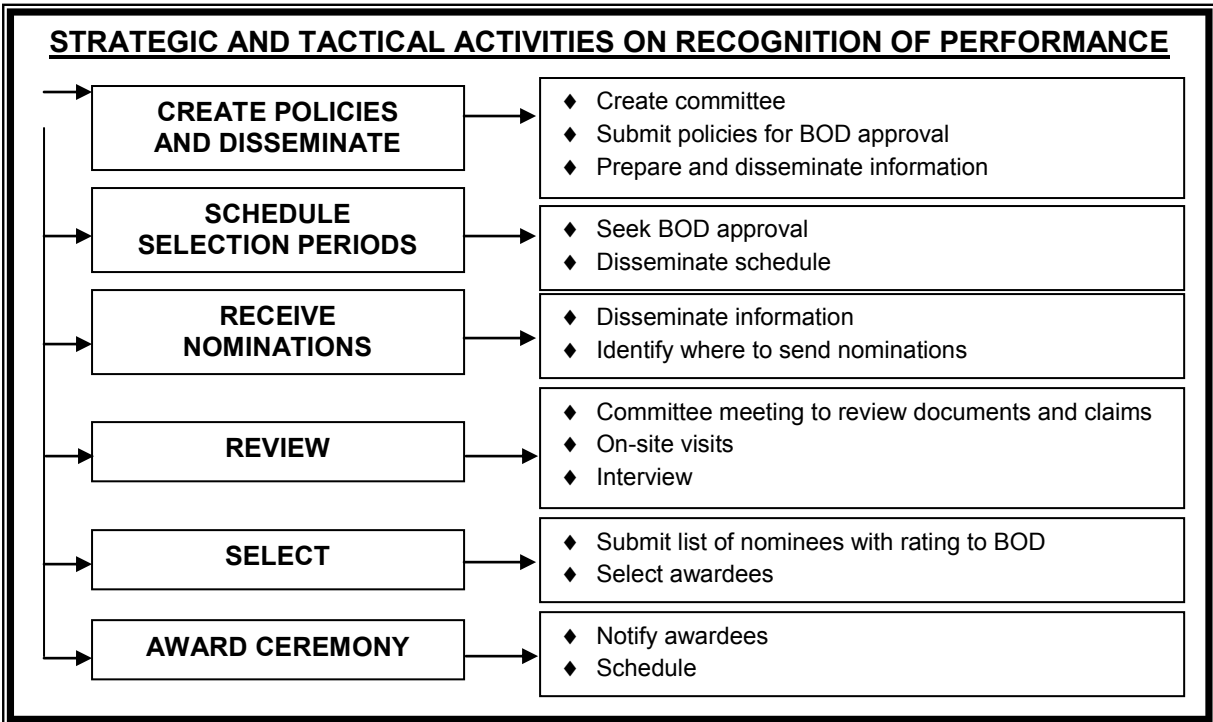 STRATEGIC AND TACTICAL ACTIVITIES ON RECOGNITION OF PERFORMANCE
CREATE POLICIES
AND DISSEMINATE
♦ Create committee
♦ Submit policies for BOD approval
♦ Prepare and disseminate information
SCHEDULE
SELECTION PERIODS
♦ Seek BOD approval
♦ Disseminate schedule
RECEIVE
NOMINATIONS
♦ Disseminate information
♦ Identify where to send nominations
REVIEW
♦ Committee meeting to review documents and claims
♦ On-site visits
♦ Interview
SELECT
♦ Submit list of nominees with rating to BOD
♦ Select awardees
AWARD CEREMONY
♦ Notify awardees
♦ Schedule